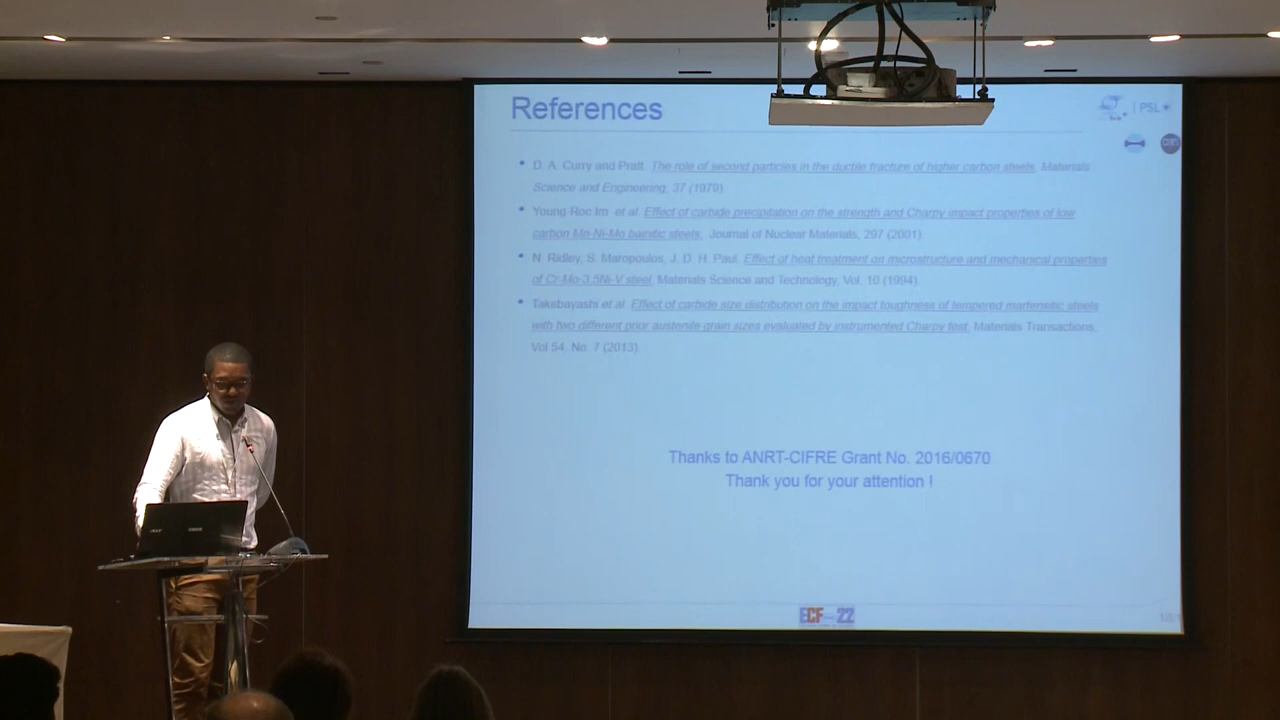 References
PSL
• D. A. Curry and Pratt. The role of second particles in the ductile fracture of higher carbon steels, Materials
Science and Engineering, 37 (1979)
• Young-Roc Im et al. Effect of carbide precipitation on the strength and Charpy impact properties of low
carbon Mn-Ni-Mo bainitic steels, Journal of Nuclear Materials, 297 (2001).
• N. Ridley, S. Maropoulos, J. D. H. Paul. Effect of heat treatment on microstructure and mechanical properties
of Cr-Mo-3.5Ni-V steel, Materials Science and Technology, Vol. 10 (1994).
• Takebayashi et al. Effect of carbide size distribution on the impact toughness of tempered martensitic steels
with two different prior austenite grain sizes evaluated by instrumented Charpy test, Materials Transactions,
Vol.54, No. 7 (2013).
Thanks to ANRT-CIFRE Grant No. 2016/0670
Thank you for your attention !
ECF 22
acer